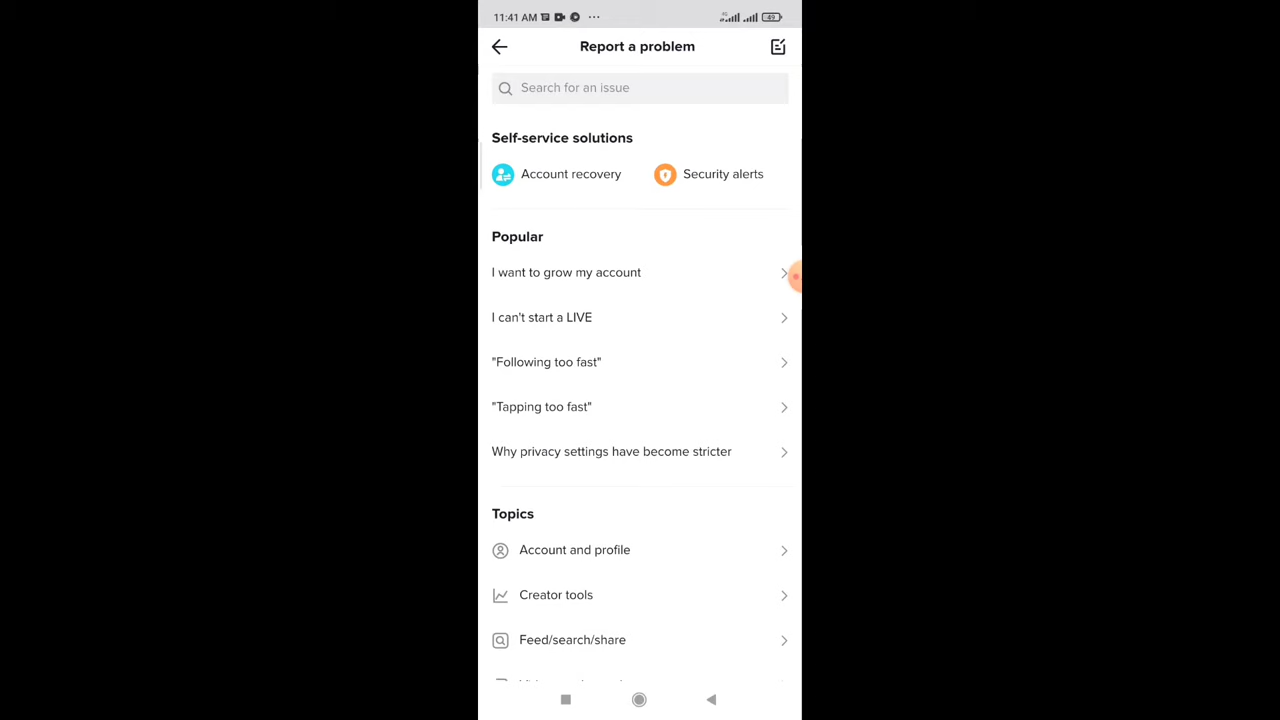 11:41 AM
49
Report a problem
Search for an issue
Self-service solutions
Account recovery
Security alerts
Popular
I want to grow my account
I can't start a LIVE
"Following too fast"
"Tapping too fast"
Why privacy settings have become stricter
Topics
Account and profile
Creator tools
Feed/search/share